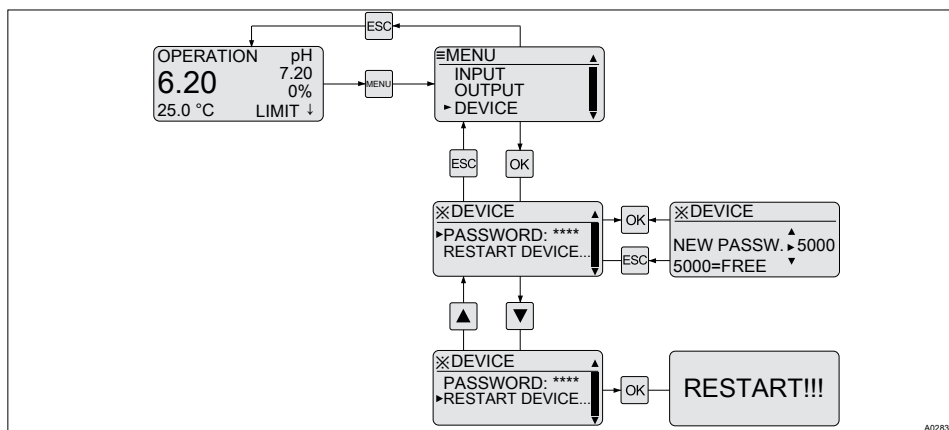 ESC
OPERATION pH
6.20 7.20
0%
25.0 °C LIMIT ↓
MENU
≡MENU
INPUT
OUTPUT
DEVICE
ESC
OK
※DEVICE
PASSWORD: ****
RESTART DEVICE...
OK
ESC
※DEVICE
NEW PASSW. 5000
5000=FREE
※DEVICE
PASSWORD: ****
RESTART DEVICE...
OK
RESTART!!!
A0283